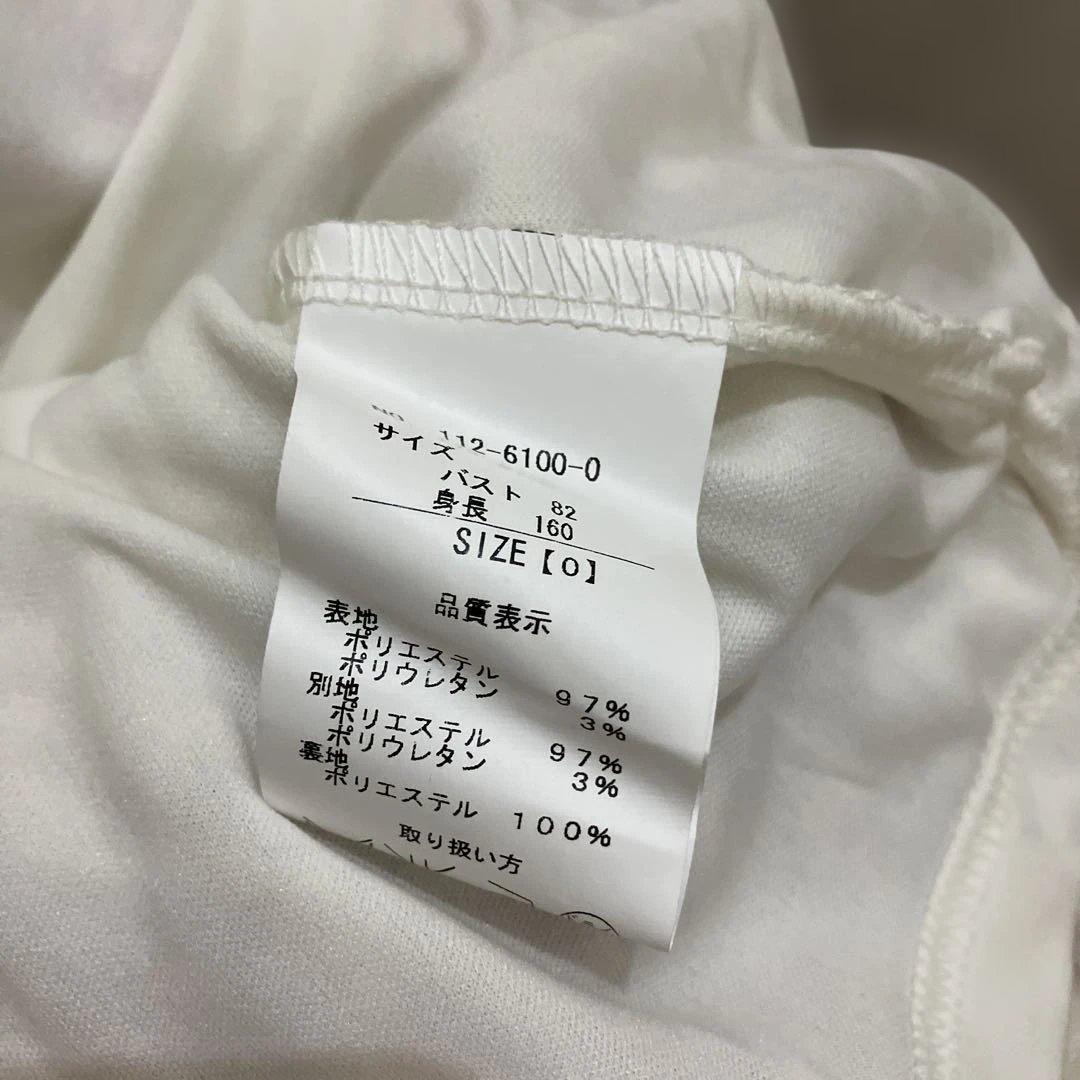 NO 112-6100-0
サイズ
バスト 82
身長 160
SIZE【0】
品質表示
表地
ポリエステル 97%
ポリウレタン 3%
別地
ポリエステル 97%
ポリウレタン 3%
裏地
ポリエステル 100%
取り扱い方